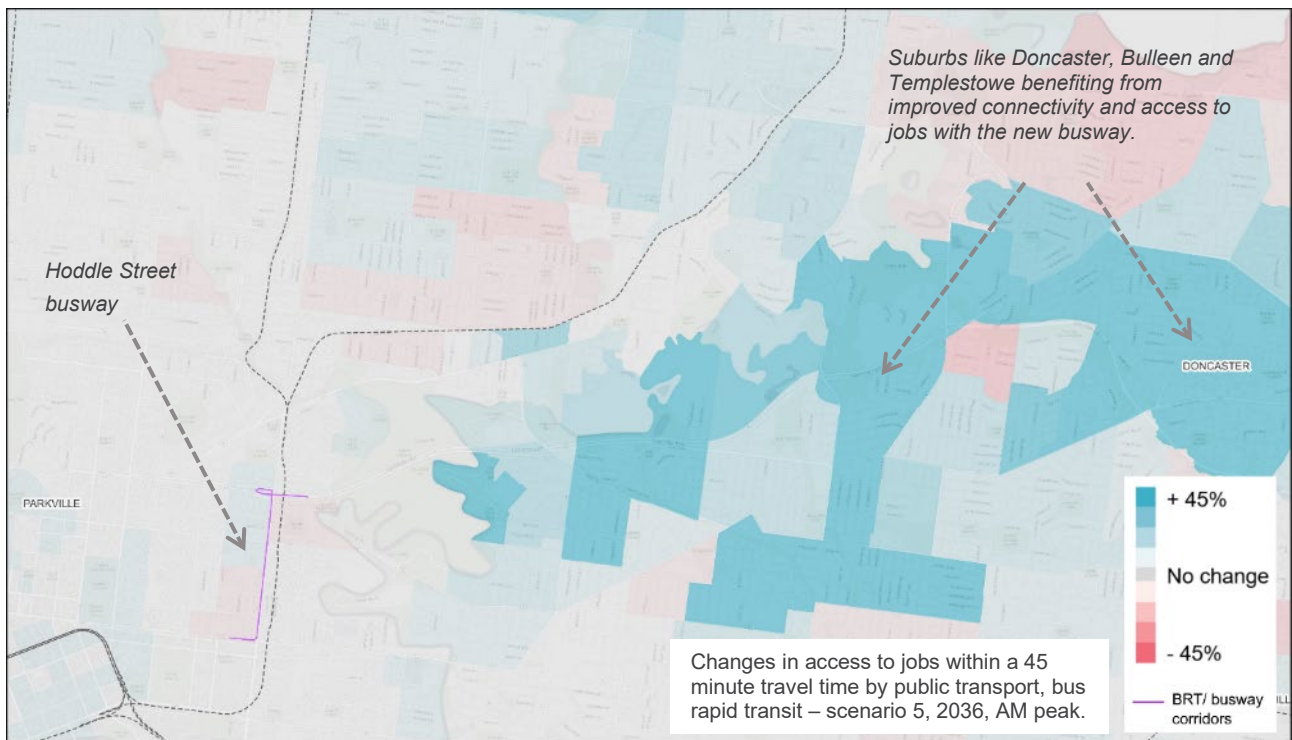 Suburbs like Doncaster, Bulleen and
Templestowe benefiting from
improved connectivity and access to
jobs with the new busway.
Hoddle Street
busway
DONCASTER
PARKVILLE
+ 45%
No change
- 45%
BRT/ busway
corridors
Changes in access to jobs within a 45
minute travel time by public transport, bus
rapid transit – scenario 5, 2036, AM peak.